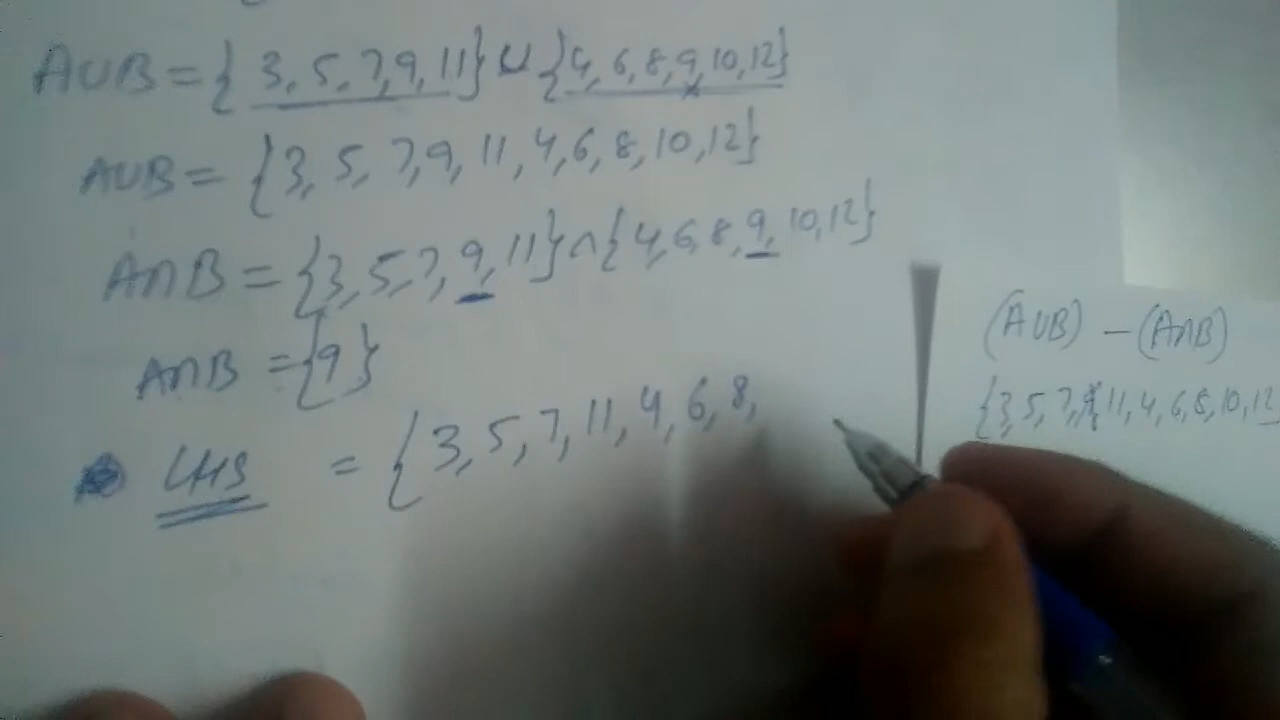 A∪B = { 3, 5, 7, 9, 11} ∪ {4, 6, 8, 9, 10, 12}
A∪B = {3, 5, 7, 9, 11, 4, 6, 8, 10, 12}
A∩B = {3, 5, 7, 9, 11} ∩ {4, 6, 8, 9, 10, 12}
A∩B = {9}
LHS = {3, 5, 7, 11, 4, 6, 8,
(A∪B) – (A∩B)
{3, 5, 7, 9, 11, 4, 6, 8, 10, 12